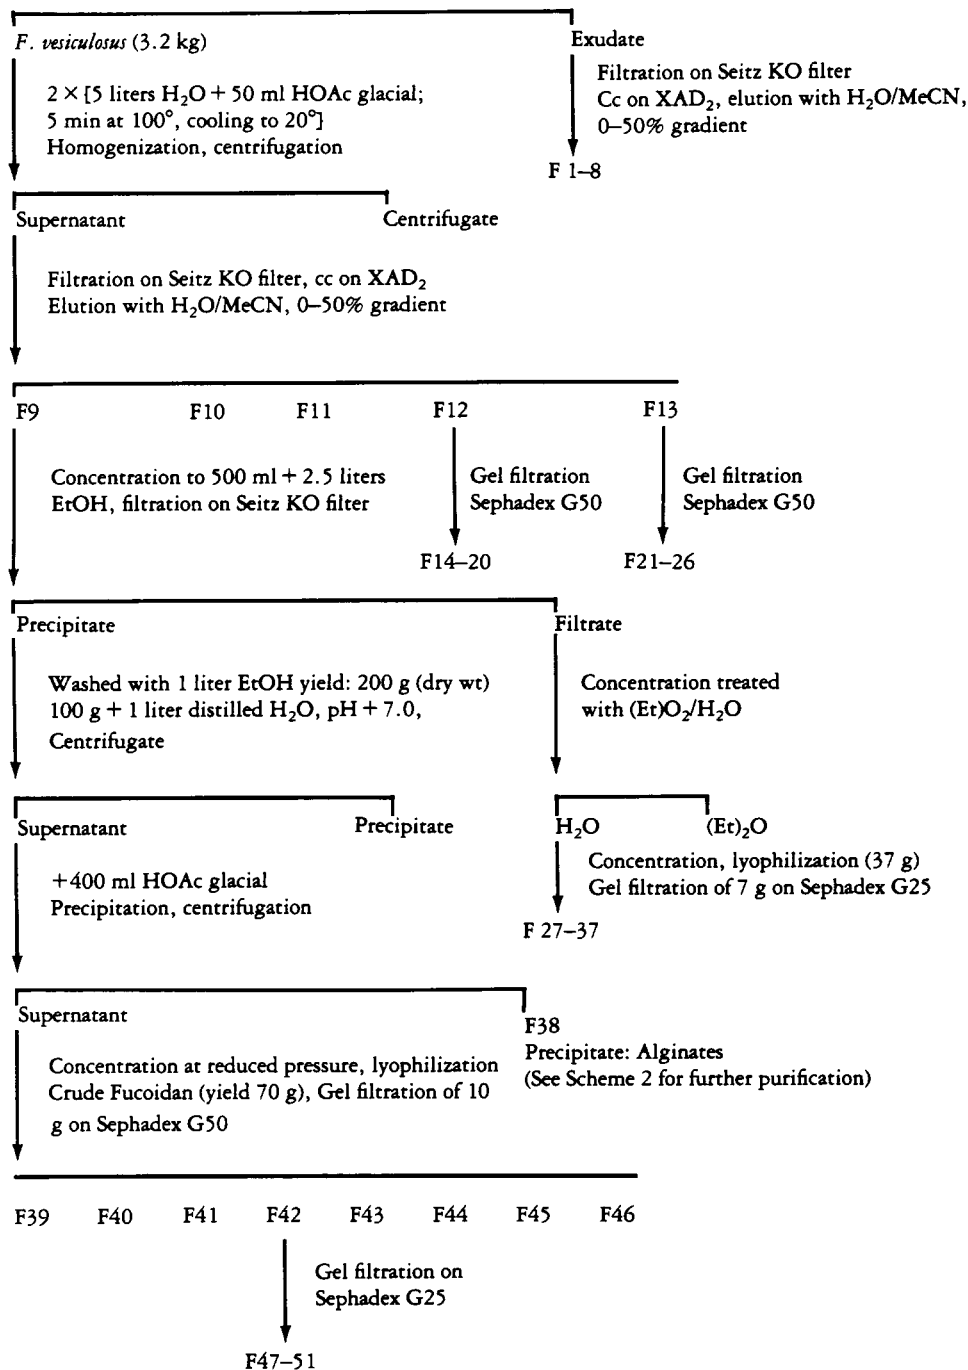 F. vesiculosus (3.2 kg)
Exudate
2 × [5 liters H₂O + 50 ml HOAc glacial;
5 min at 100°, cooling to 20°]
Homogenization, centrifugation
Filtration on Seitz KO filter
Cc on XAD₂, elution with H₂O/MeCN,
0–50% gradient
F 1–8
Supernatant
Centrifugate
Filtration on Seitz KO filter, cc on XAD₂
Elution with H₂O/MeCN, 0–50% gradient
F9
F10
F11
F12
F13
Concentration to 500 ml + 2.5 liters
EtOH, filtration on Seitz KO filter
Gel filtration
Sephadex G50
Gel filtration
Sephadex G50
F14–20
F21–26
Precipitate
Filtrate
Washed with 1 liter EtOH yield: 200 g (dry wt)
100 g + 1 liter distilled H₂O, pH + 7.0,
Centrifugate
Concentration treated
with (Et)O₂/H₂O
Supernatant
Precipitate
H₂O
(Et)₂O
+400 ml HOAc glacial
Precipitation, centrifugation
Concentration, lyophilization (37 g)
Gel filtration of 7 g on Sephadex G25
F 27–37
Supernatant
F38
Precipitate: Alginates
(See Scheme 2 for further purification)
Concentration at reduced pressure, lyophilization
Crude Fucoidan (yield 70 g), Gel filtration of 10
g on Sephadex G50
F39
F40
F41
F42
F43
F44
F45
F46
Gel filtration on
Sephadex G25
F47–51